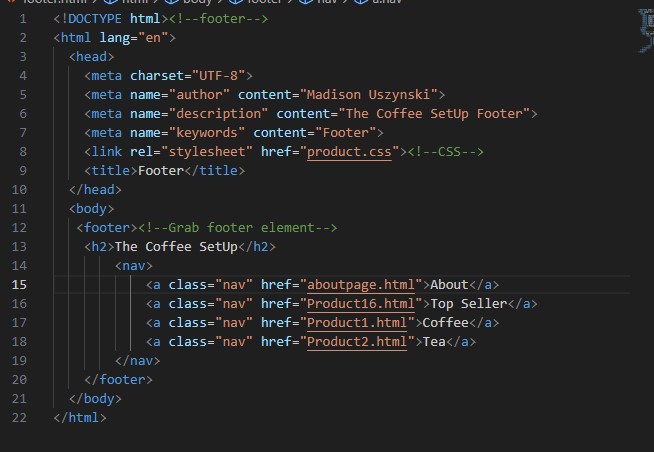 footer.html > html > body > footer > nav > a.nav
1 <!DOCTYPE html><!--footer-->
2 <html lang="en">
3 <head>
4 <meta charset="UTF-8">
5 <meta name="author" content="Madison Uszynski">
6 <meta name="description" content="The Coffee SetUp Footer">
7 <meta name="keywords" content="Footer">
8 <link rel="stylesheet" href="product.css"><!--CSS-->
9 <title>Footer</title>
10 </head>
11 <body>
12 <footer><!--Grab footer element-->
13 <h2>The Coffee SetUp</h2>
14 <nav>
15 <a class="nav" href="aboutpage.html">About</a>
16 <a class="nav" href="Product16.html">Top Seller</a>
17 <a class="nav" href="Product1.html">Coffee</a>
18 <a class="nav" href="Product2.html">Tea</a>
19 </nav>
20 </footer>
21 </body>
22 </html>